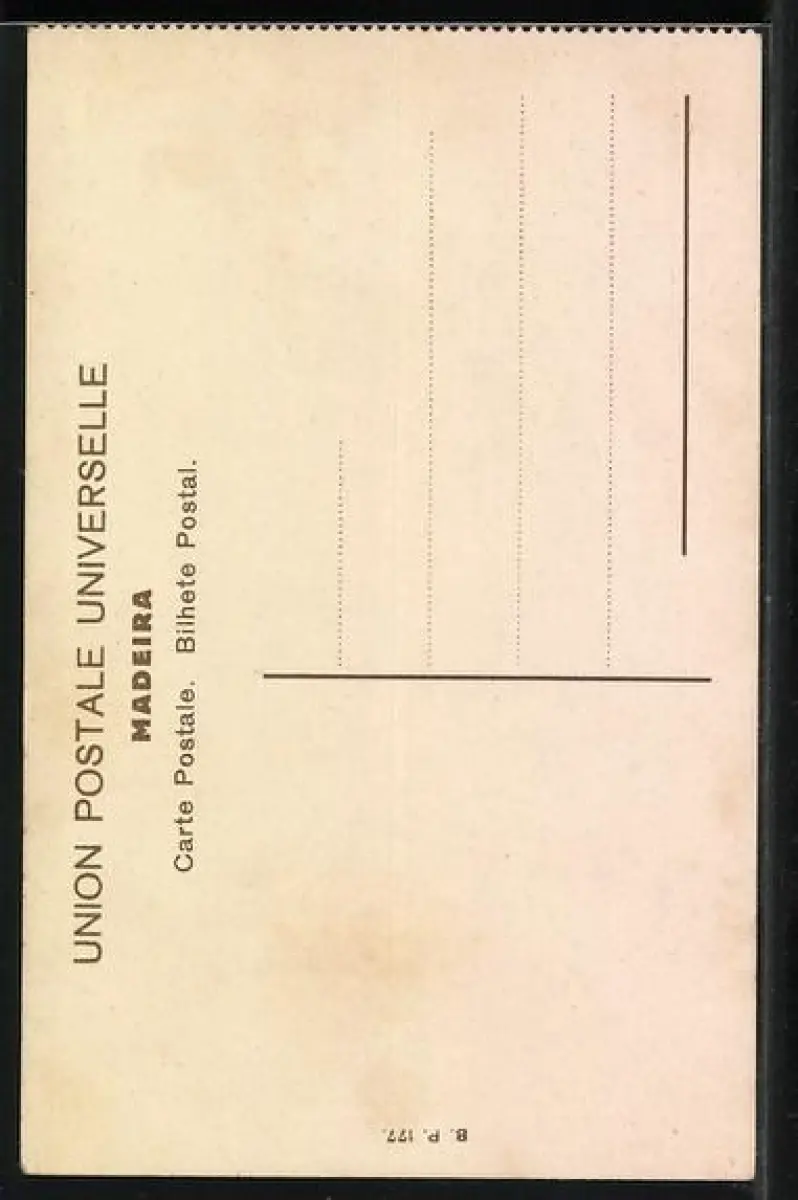 UNION POSTALE UNIVERSELLE
MADEIRA
Carte Postale. Bilhete Postal.
B. P. 177.